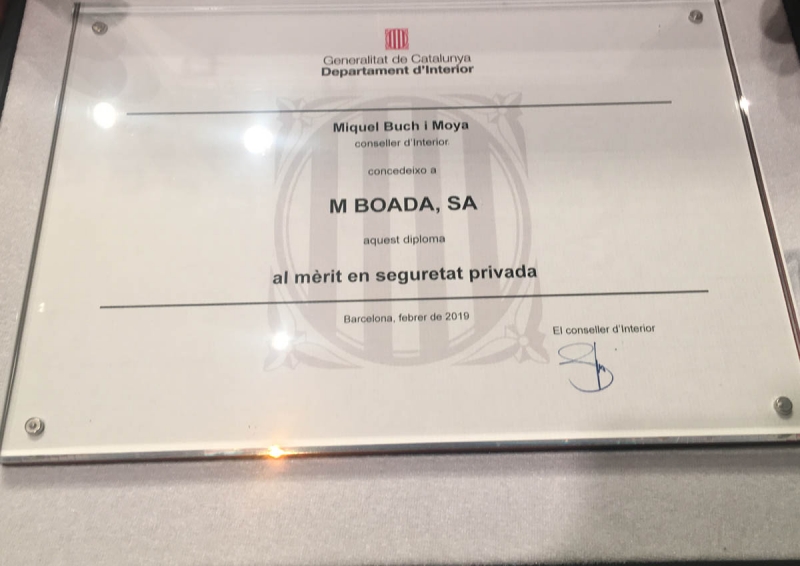 Generalitat de Catalunya
Departament d'Interior
Miquel Buch i Moya
conseller d'Interior
concedeixo a
M BOADA, SA
aquest diploma
al mèrit en seguretat privada
Barcelona, febrer de 2019
El conseller d'Interior